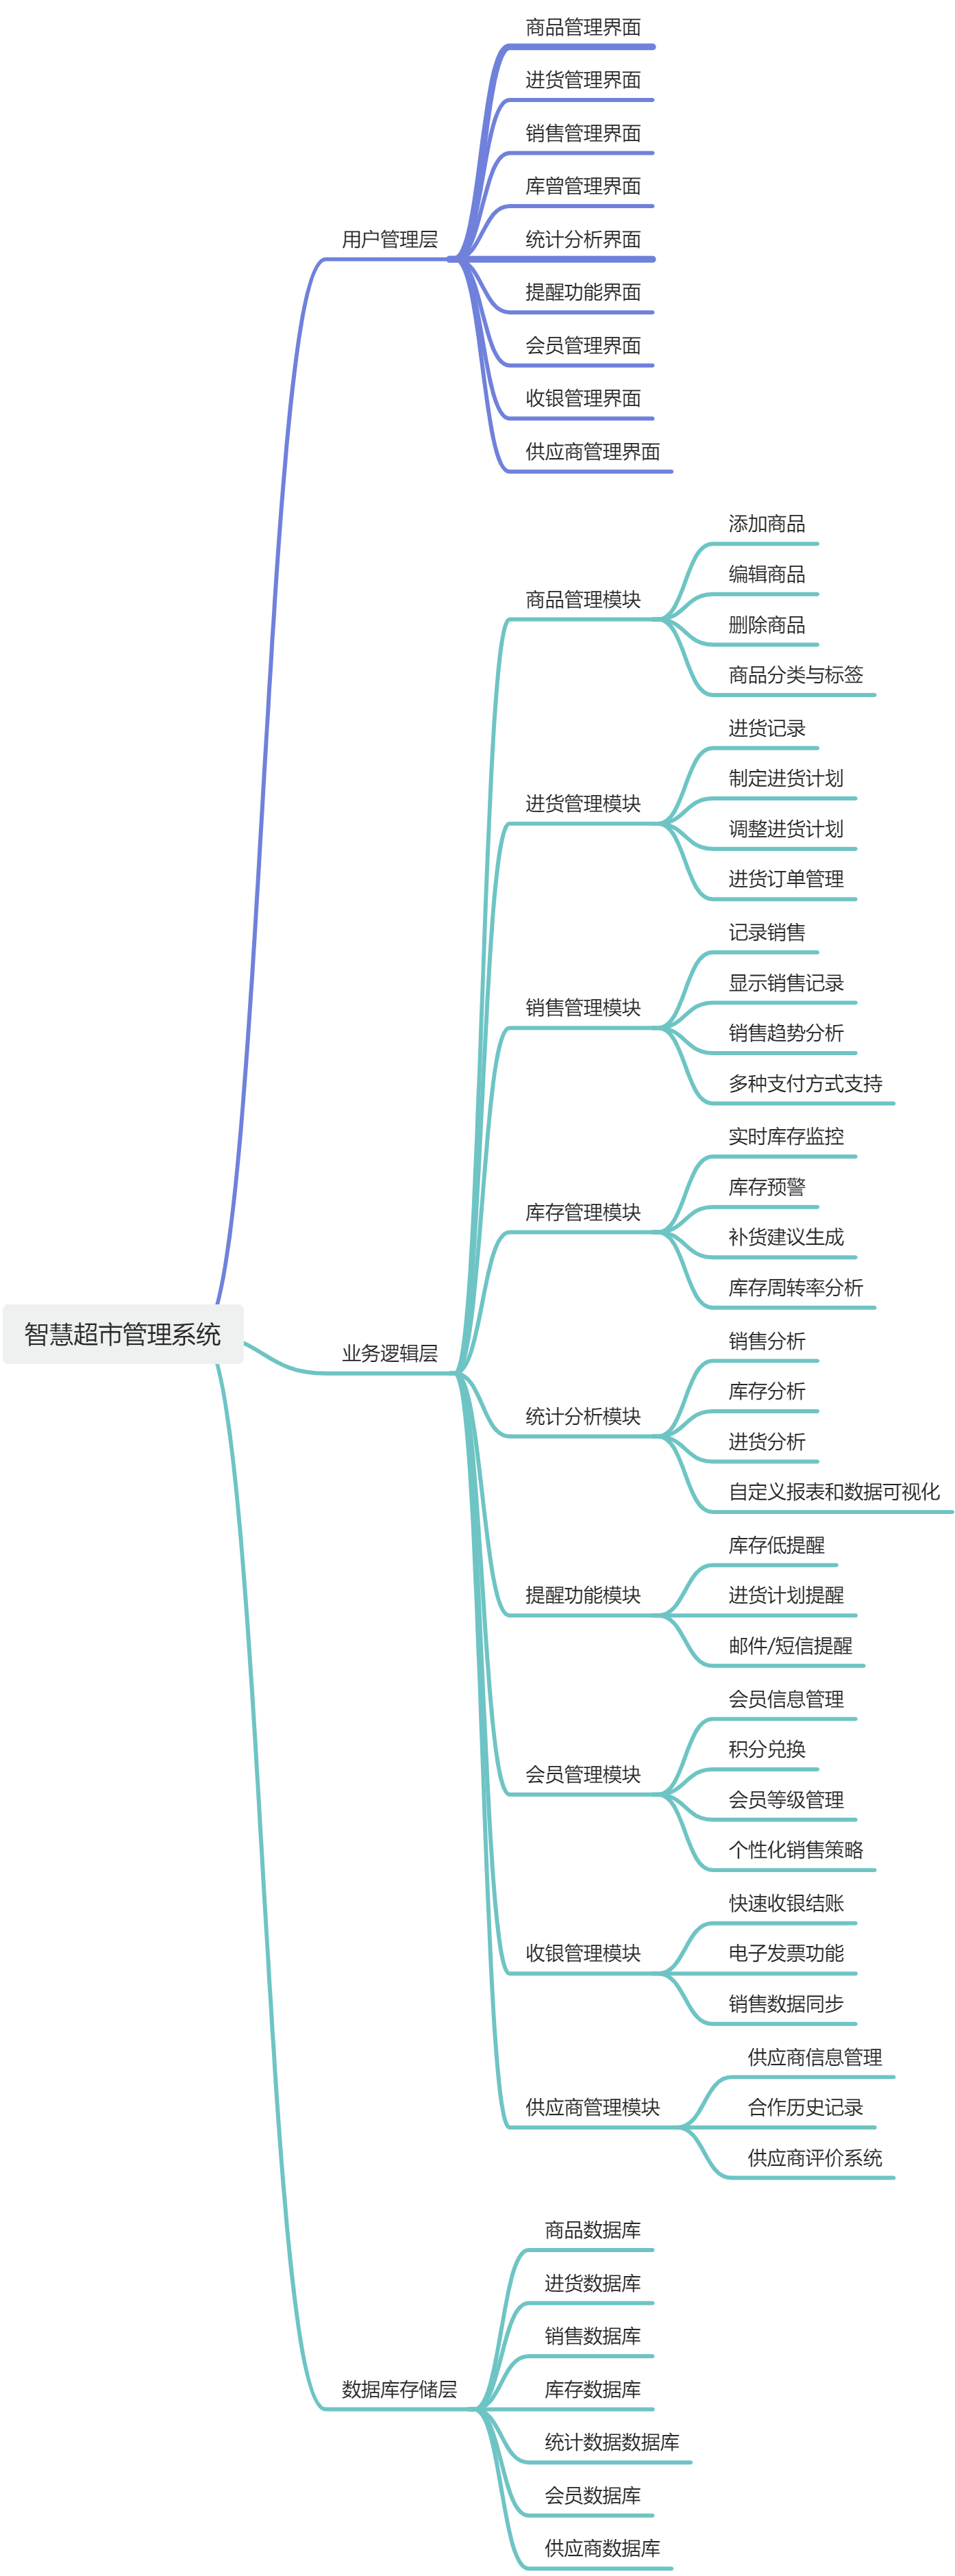 智慧超市管理系统
用户管理层
商品管理界面
进货管理界面
销售管理界面
库曾管理界面
统计分析界面
提醒功能界面
会员管理界面
收银管理界面
供应商管理界面
业务逻辑层
商品管理模块
添加商品
编辑商品
删除商品
商品分类与标签
进货管理模块
进货记录
制定进货计划
调整进货计划
进货订单管理
销售管理模块
记录销售
显示销售记录
销售趋势分析
多种支付方式支持
库存管理模块
实时库存监控
库存预警
补货建议生成
库存周转率分析
统计分析模块
销售分析
库存分析
进货分析
自定义报表和数据可视化
提醒功能模块
库存低提醒
进货计划提醒
邮件/短信提醒
会员管理模块
会员信息管理
积分兑换
会员等级管理
个性化销售策略
收银管理模块
快速收银结账
电子发票功能
销售数据同步
供应商管理模块
供应商信息管理
合作历史记录
供应商评价系统
数据库存储层
商品数据库
进货数据库
销售数据库
库存数据库
统计数据数据库
会员数据库
供应商数据库